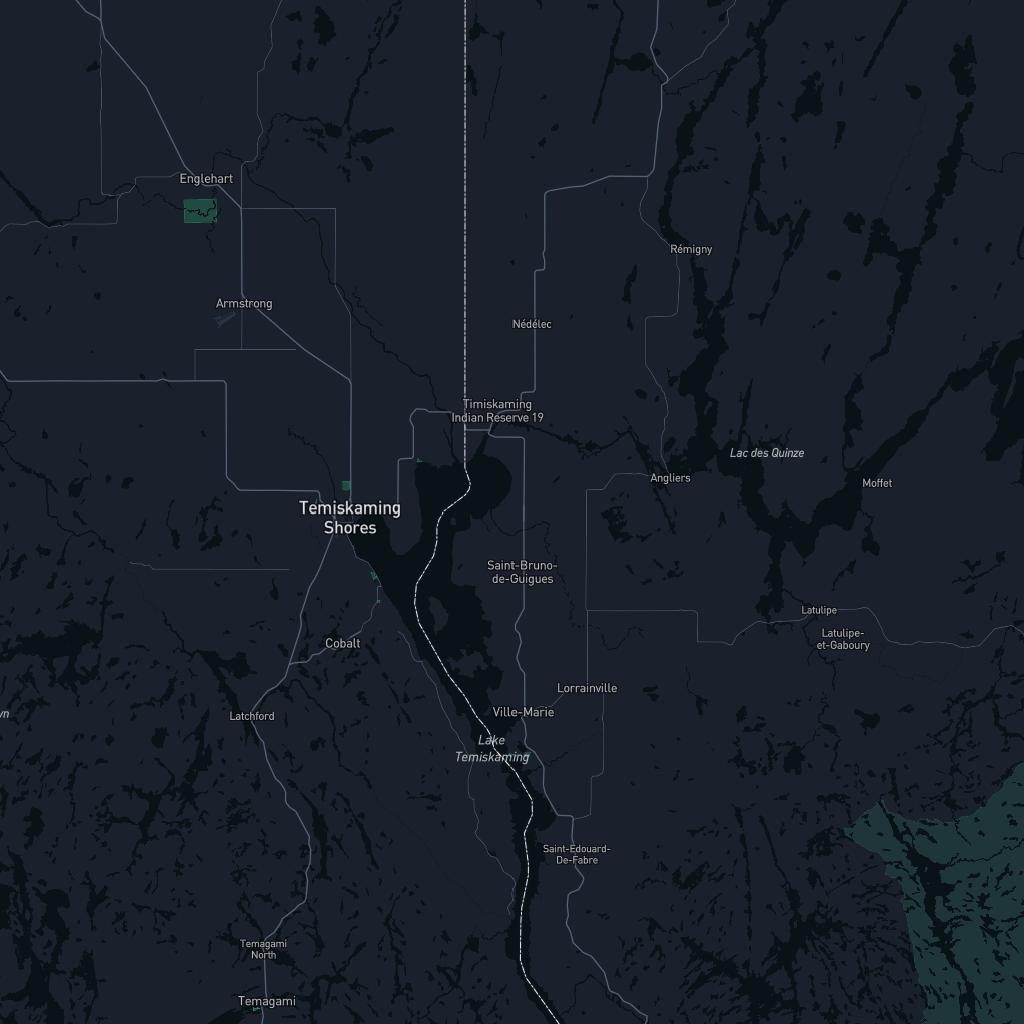 Englehart
Rémigny
Armstrong
Nédélec
Timiskaming
Indian Reserve 19
Lac des Quinze
Angliers
Moffet
Temiskaming
Shores
Saint-Bruno-
de-Guigues
Latulipe
Latulipe-
et-Gaboury
Cobalt
Lorrainville
Latchford
Ville-Marie
Lake
Temiskaming
Saint-Édouard-
De-Fabre
Temagami
North
Temagami